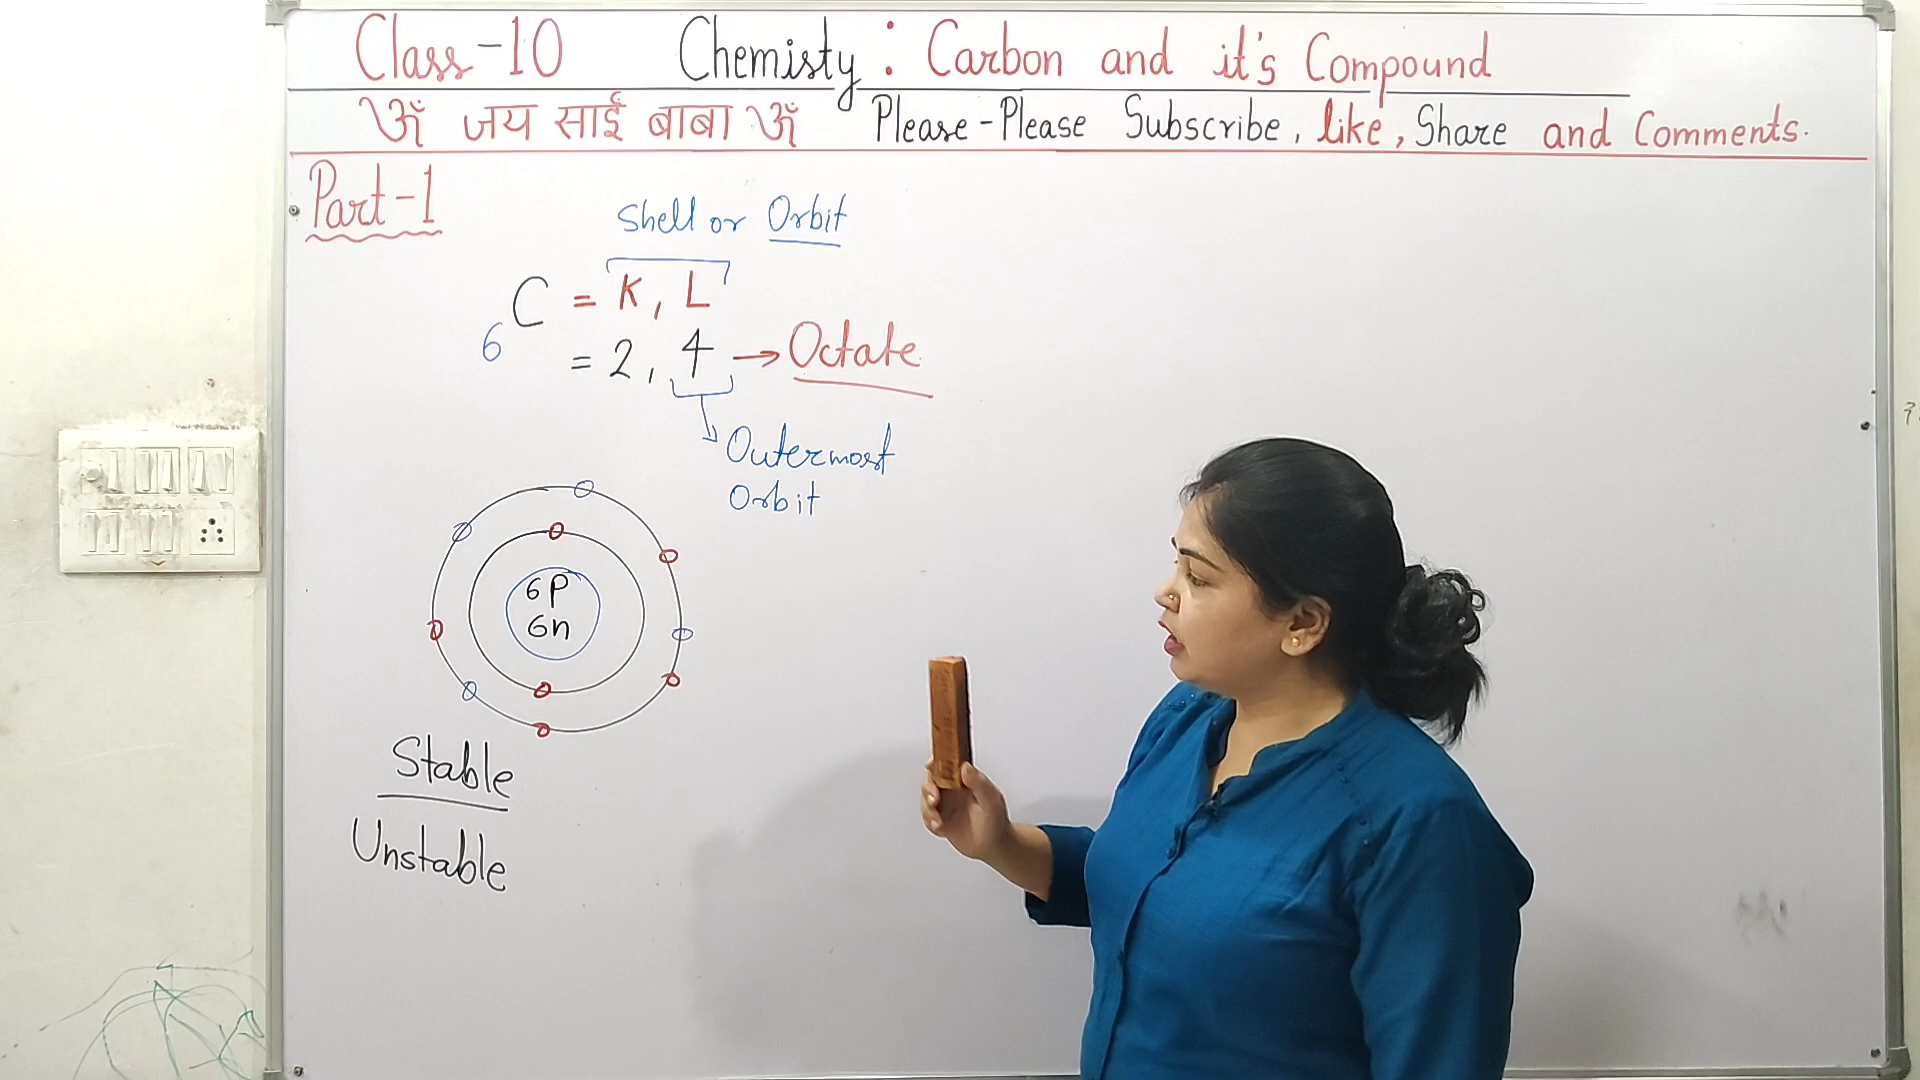 Class-10 Chemisty: Carbon and it's Compound
ॐ जय साईं बाबा ॐ Please-Please Subscribe, like, Share and Comments.
Part-1
Shell or Orbit
6C = K, L
= 2, 4 → Octate
Outermost
Orbit
6P
6n
Stable
Unstable